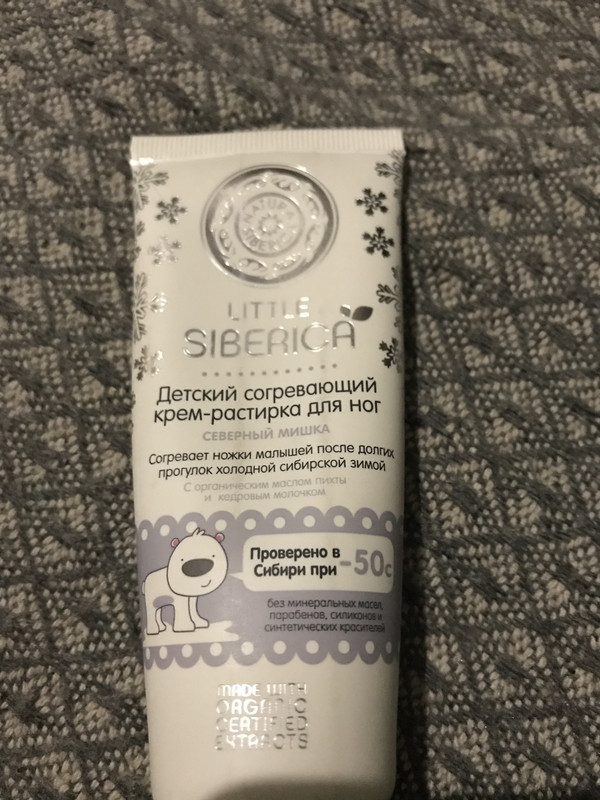 NATURA SIBERICA
LITTLE
SIBERICA
Детский согревающий
крем-растирка для ног
СЕВЕРНЫЙ МИШКА
Согревает ножки малышей после долгих
прогулок холодной сибирской зимой
С органическим маслом пихты
и кедровым молочком
Проверено в
Сибири при -50c
без минеральных масел,
парабенов, силиконов и
синтетических красителей
MADE WITH
ORGANIC
CERTIFIED
EXTRACTS